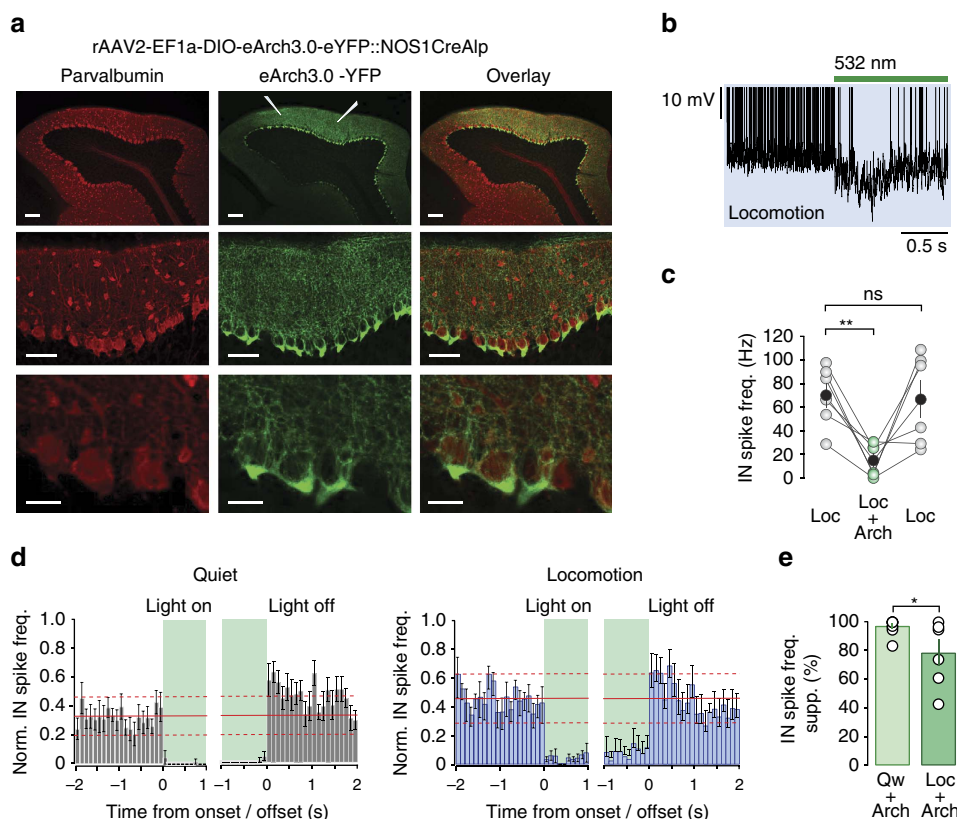 a
rAAV2-EF1a-DIO-eArch3.0-eYFP::NOS1CreAlp
Parvalbumin
eArch3.0 -YFP
Overlay
b
532 nm
10 mV
Locomotion
0.5 s
c
ns
**
IN spike freq. (Hz)
120
100
80
60
40
20
0
Loc
Loc
+
Arch
Loc
d
Quiet
Light on
Light off
Norm. IN spike freq.
1.0
0.8
0.6
0.4
0.2
0
–2
–1
0
1
–1
0
1
2
Time from onset / offset (s)
Locomotion
Light on
Light off
Norm. IN spike freq.
1.0
0.8
0.6
0.4
0.2
0
–2
–1
0
1
–1
0
1
2
Time from onset / offset (s)
e
*
IN spike freq.
supp. (%)
100
80
60
40
20
0
Qw
+
Arch
Loc
+
Arch